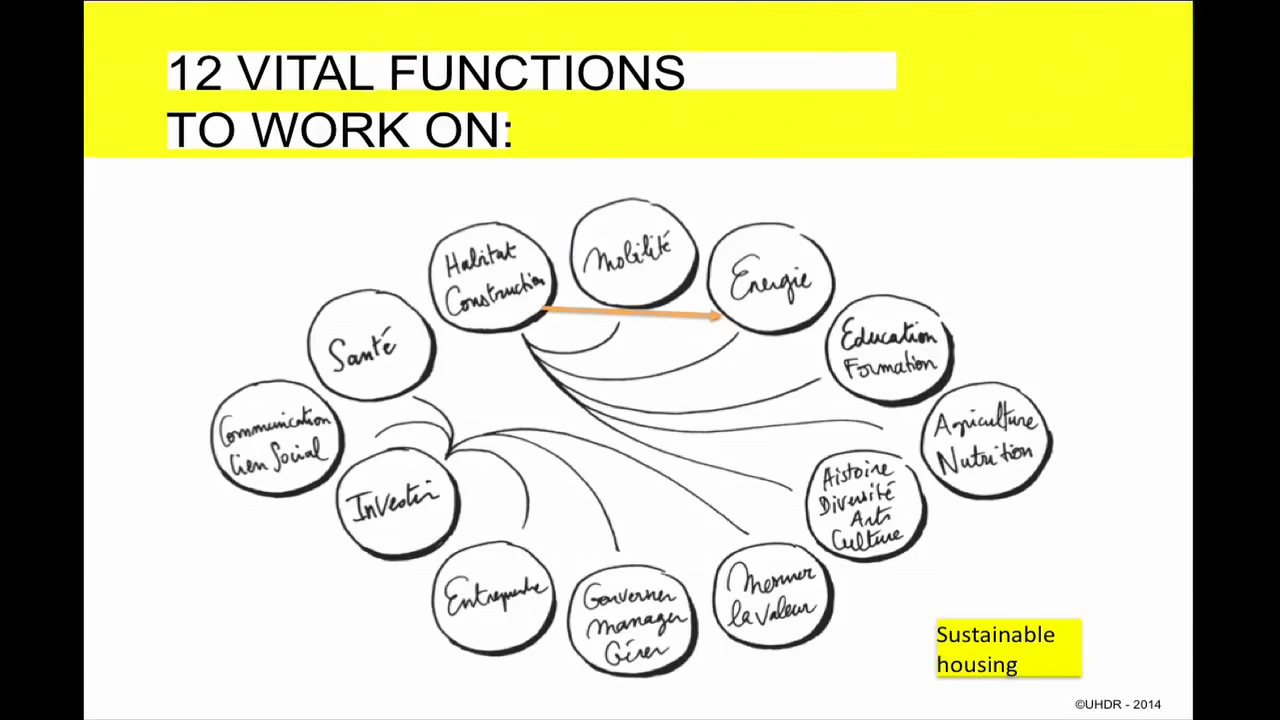 12 VITAL FUNCTIONS
TO WORK ON:
Habitat
Construction
Mobilité
Energie
Santé
Education
Formation
Communication
Lien Social
Agriculture
Nutrition
Investir
Histoire
Diversité
Arts
Culture
Entreprendre
Gouverner
manager
Gérer
Mesurer
la valeur
Sustainable
housing
©UHDR - 2014